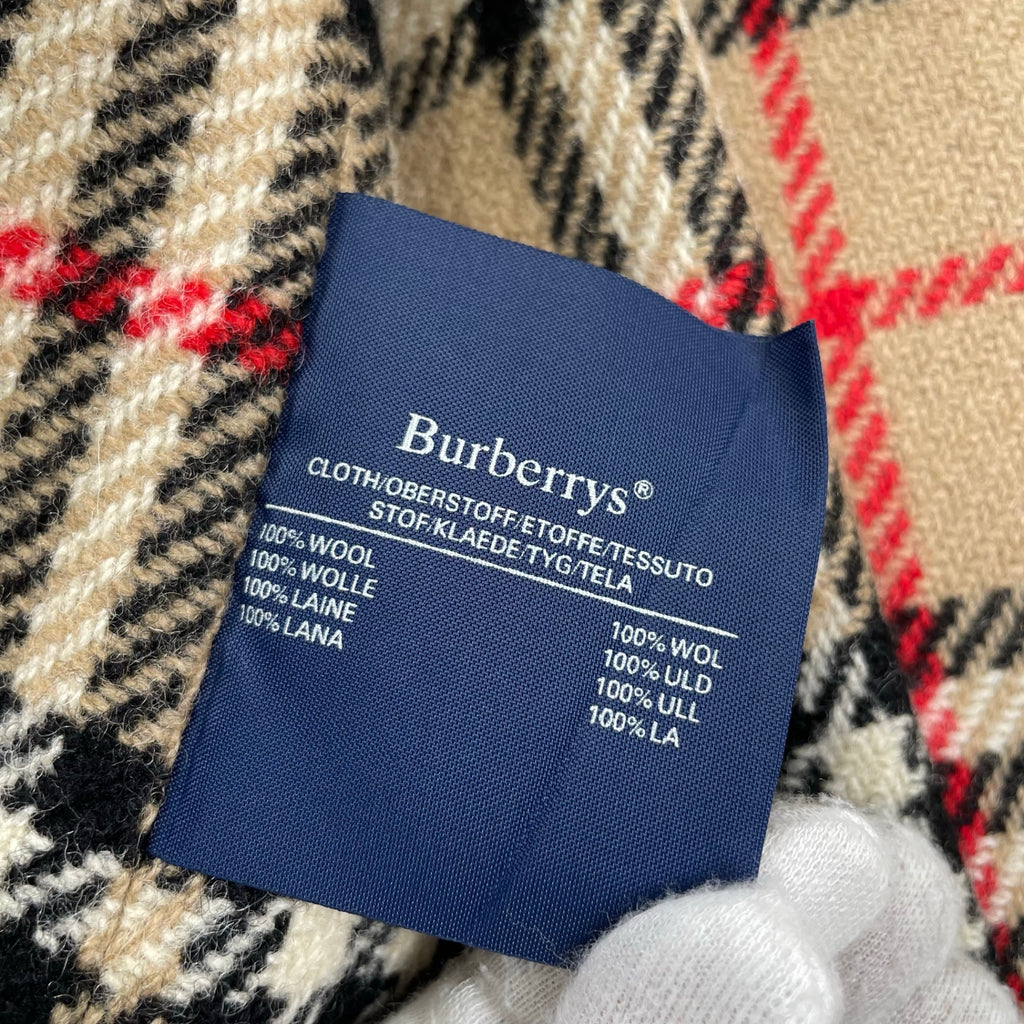 Burberrys®
CLOTH/OBERSTOFF/ETOFFE/TESSUTO
STOF/KLAEDE/TYG/TELA
100% WOOL
100% WOLLE
100% LAINE
100% LANA
100% WOL
100% ULD
100% ULL
100% LA